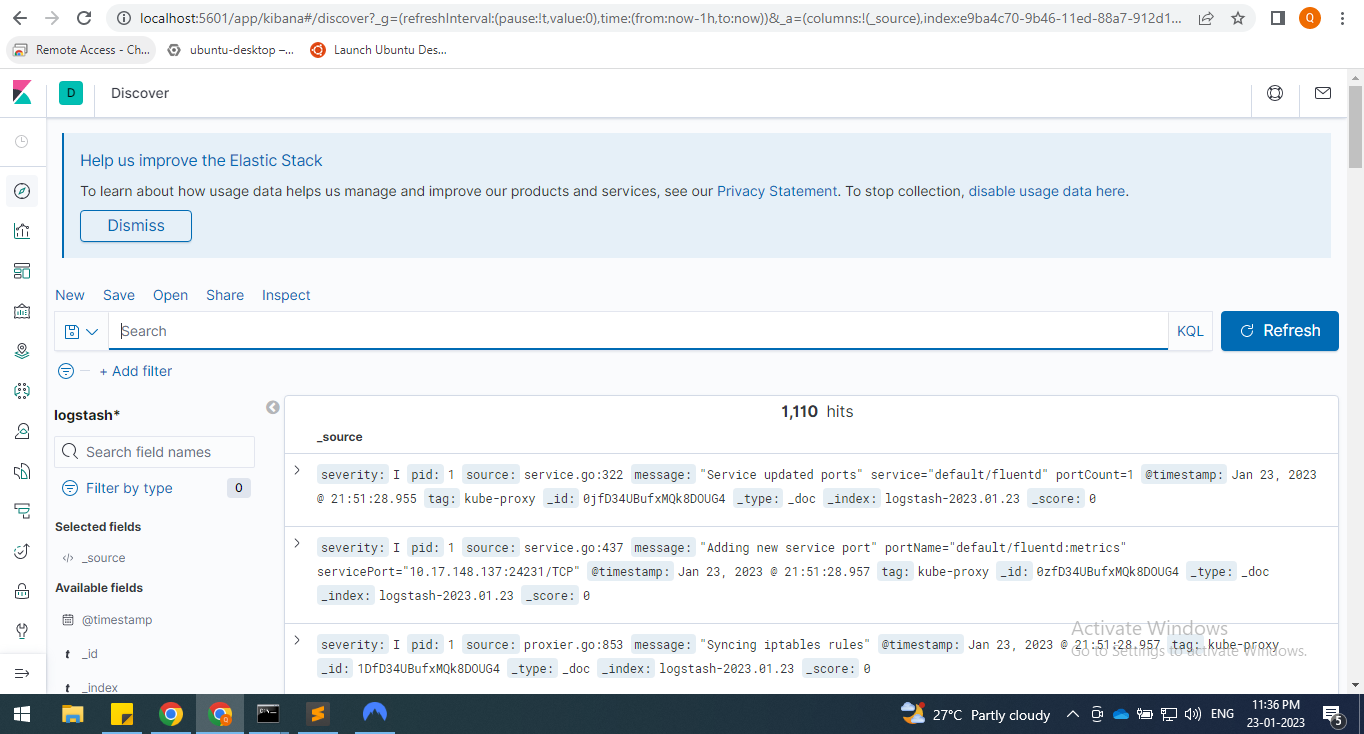 localhost:5601/app/kibana#/discover?_g=(refreshInterval:(pause:!t,value:0),time:(from:now-1h,to:now))&_a=(columns:!(_source),index:e9ba4c70-9b46-11ed-88a7-912d1...
Q
Remote Access - Ch...
ubuntu-desktop –...
Launch Ubuntu Des...
D
Discover
Help us improve the Elastic Stack
To learn about how usage data helps us manage and improve our products and services, see our Privacy Statement. To stop collection, disable usage data here.
Dismiss
New Save Open Share Inspect
Search
KQL
Refresh
+ Add filter
logstash*
1,110 hits
_source
Search field names
Filter by type 0
Selected fields
_source
Available fields
@timestamp
t _id
t _index
severity: I pid: 1 source: service.go:322 message: "Service updated ports" service="default/fluentd" portCount=1 @timestamp: Jan 23, 2023
@ 21:51:28.955 tag: kube-proxy _id: 0jfD34UBufxMQk8DOUG4 _type: _doc _index: logstash-2023.01.23 _score: 0
severity: I pid: 1 source: service.go:437 message: "Adding new service port" portName="default/fluentd:metrics"
servicePort="10.17.148.137:24231/TCP" @timestamp: Jan 23, 2023 @ 21:51:28.957 tag: kube-proxy _id: 0zfD34UBufxMQk8DOUG4 _type: _doc
_index: logstash-2023.01.23 _score: 0
severity: I pid: 1 source: proxier.go:853 message: "Syncing iptables rules" @timestamp: Jan 23, 2023 @ 21:51:28.957 tag: kube-proxy
_id: 1DfD34UBufxMQk8DOUG4 _type: _doc _index: logstash-2023.01.23 _score: 0
Activate Windows
Go to Settings to activate Windows.
27°C Partly cloudy
ENG
11:36 PM
23-01-2023
5